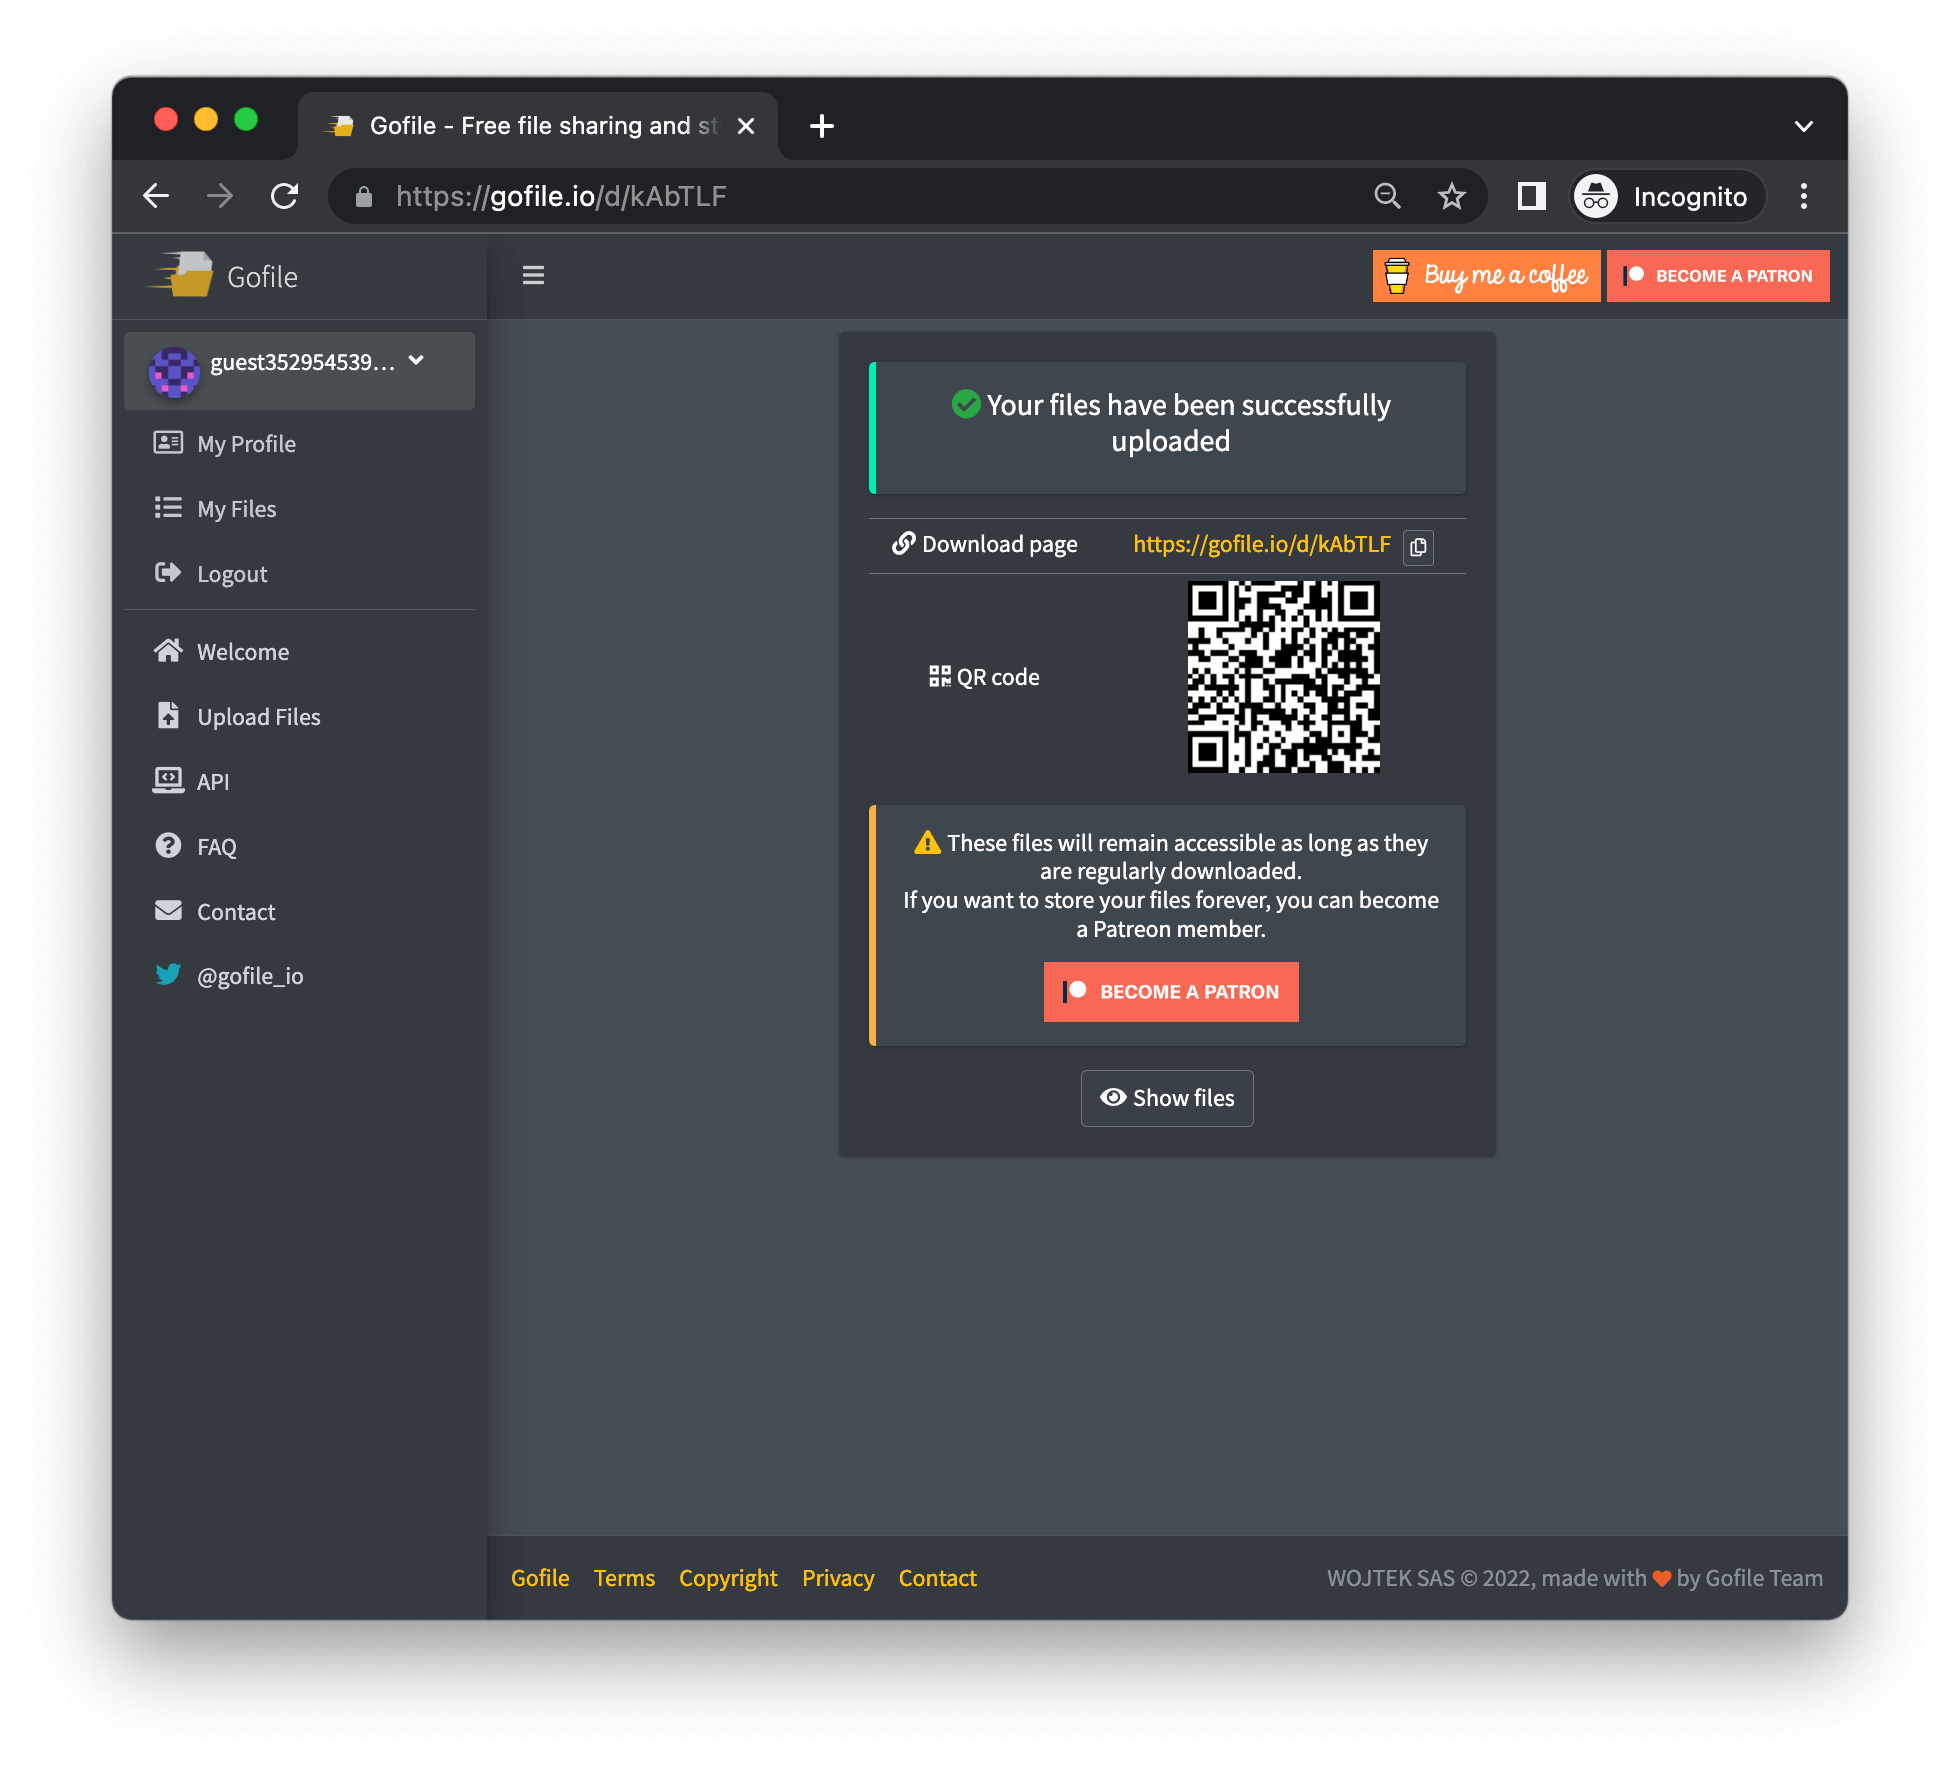 Gofile - Free file sharing and st
https://gofile.io/d/kAbTLF
Incognito
Gofile
Buy me a coffee
BECOME A PATRON
guest352954539...
My Profile
My Files
Logout
Welcome
Upload Files
API
FAQ
Contact
@gofile_io
Your files have been successfully
uploaded
Download page https://gofile.io/d/kAbTLF
QR code
These files will remain accessible as long as they
are regularly downloaded.
If you want to store your files forever, you can become
a Patreon member.
BECOME A PATRON
Show files
Gofile Terms Copyright Privacy Contact
WOJTEK SAS © 2022, made with ❤ by Gofile Team